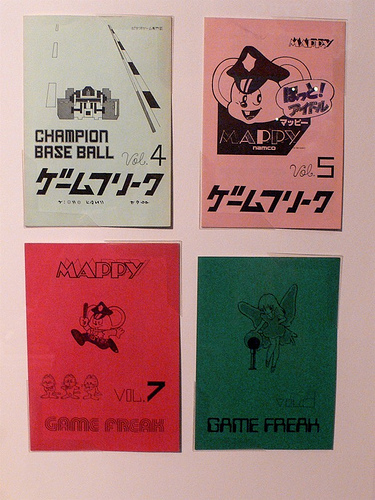 CHAMPION
BASE BALL
Vol. 4
ゲームフリーク
MAPPY
ほっと!
アイドル
マッピー
MAPPY
namco
Vol. 5
ゲームフリーク
MAPPY
VOL. 7
GAME FREAK
GAME FREAK